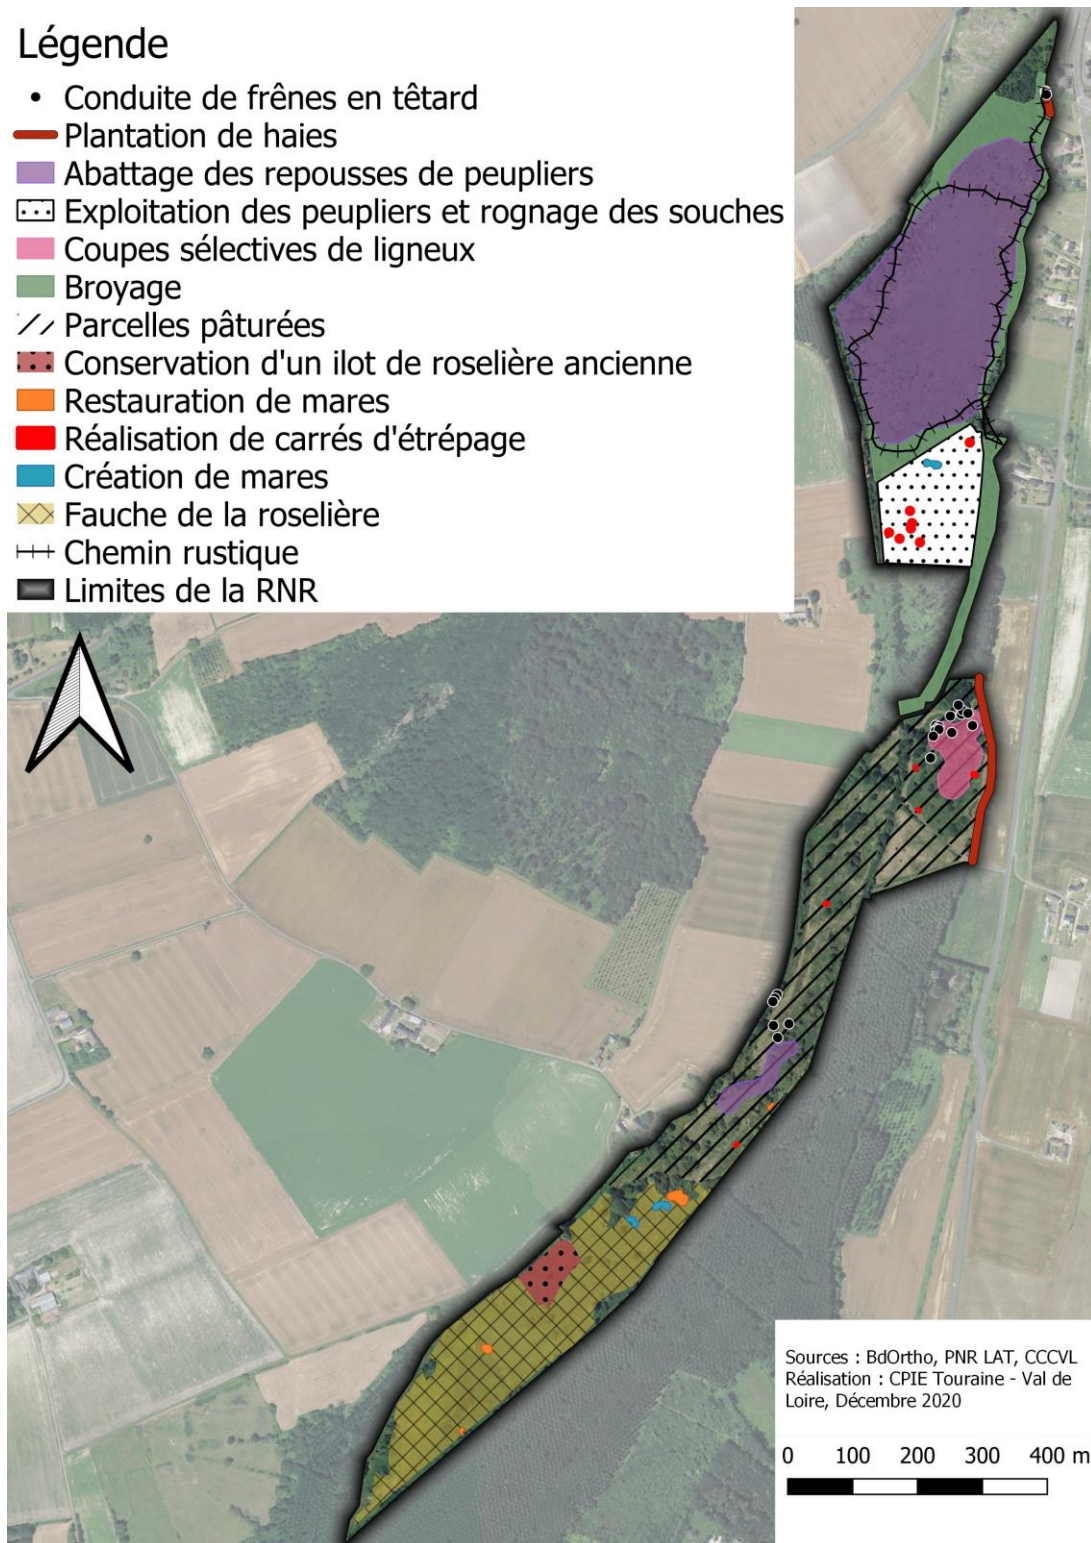 Légende
Conduite de frênes en têtard
Plantation de haies
Abattage des repousses de peupliers
Exploitation des peupliers et rognage des souches
Coupes sélectives de ligneux
Broyage
Parcelles pâturées
Conservation d'un ilot de roselière ancienne
Restauration de mares
Réalisation de carrés d'étrépage
Création de mares
Fauche de la roselière
Chemin rustique
Limites de la RNR
Sources : BdOrtho, PNR LAT, CCCVL
Réalisation : CPIE Touraine - Val de
Loire, Décembre 2020
0 100 200 300 400 m